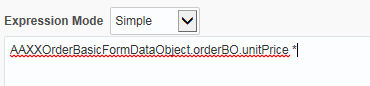 Expression Mode Simple
AAXXOrderBasicFormDataObject.orderBO.unitPrice *